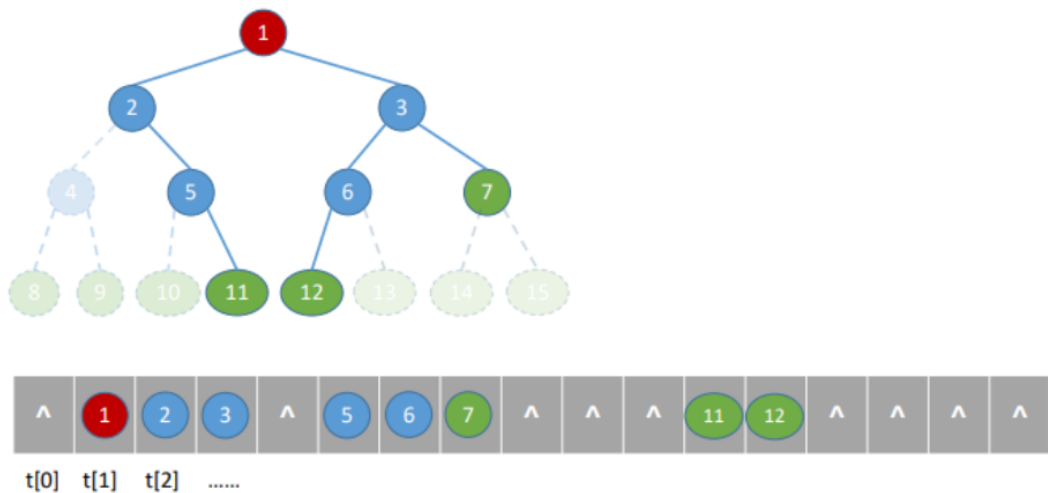 1
2 3
4 5 6 7
8 9 10 11 12 13 14 15
^ 1 2 3 ^ 5 6 7 ^ ^ ^ 11 12 ^ ^ ^ ^
t[0] t[1] t[2] ......